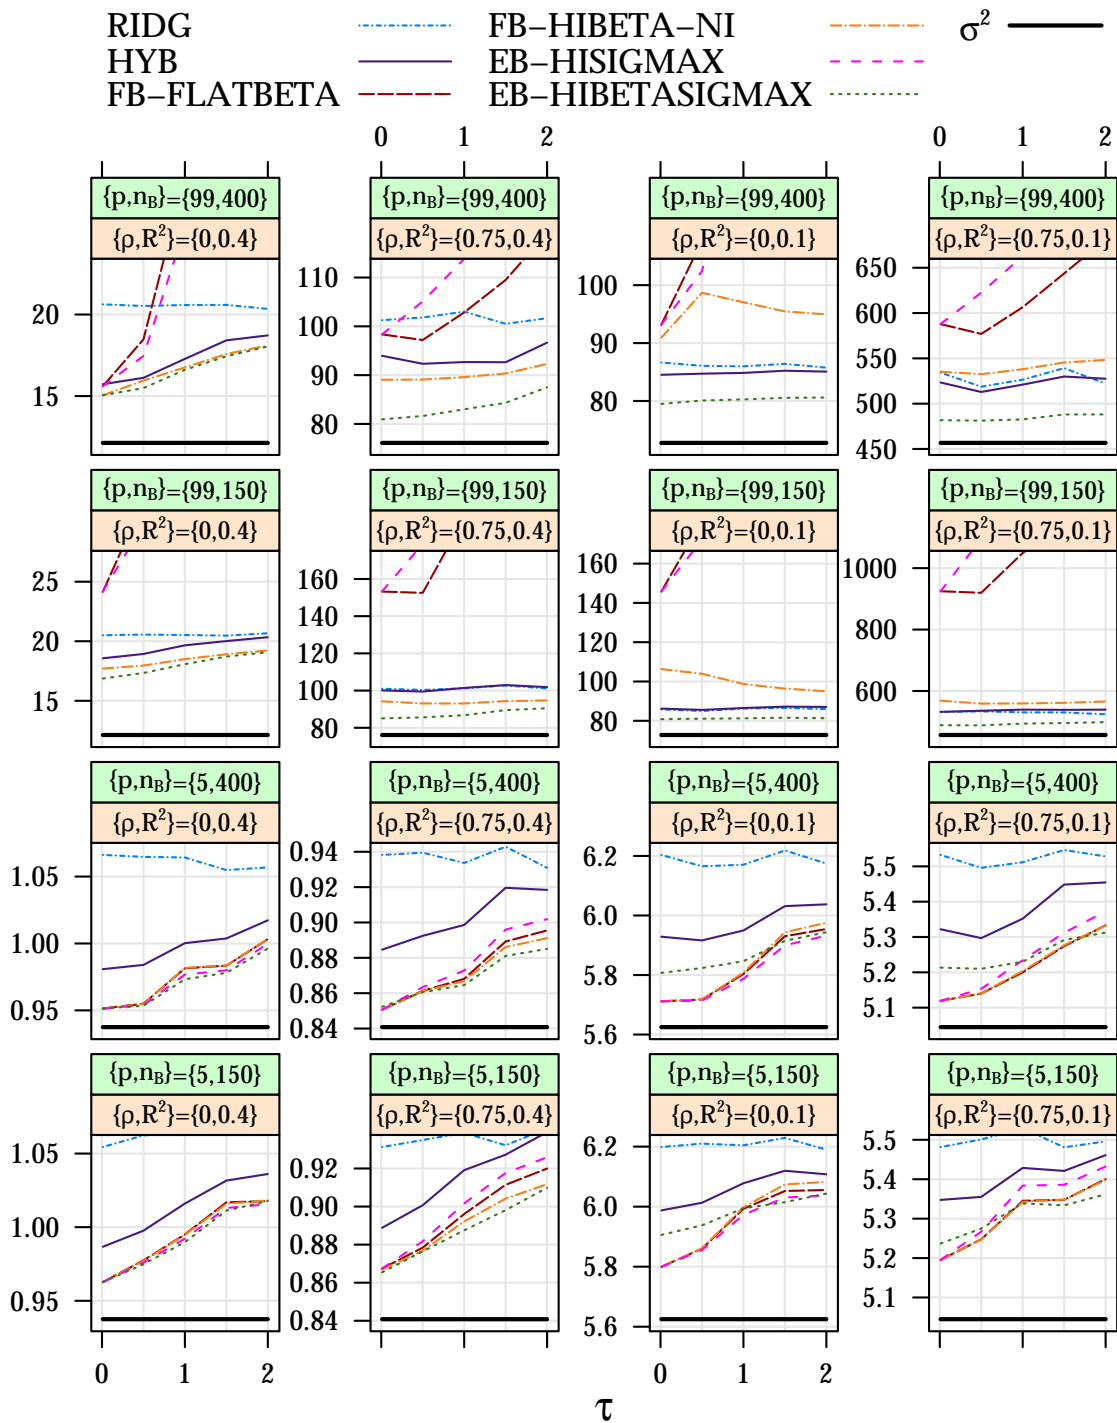 RIDG FB−HIBETA−NI σ²
HYB EB−HISIGMAX
FB−FLATBETA EB−HIBETASIGMAX
0 1 2 0 1 2
{p,n_B}={99,400} {p,n_B}={99,400} {p,n_B}={99,400} {p,n_B}={99,400}
{ρ,R²}={0,0.4} {ρ,R²}={0.75,0.4} {ρ,R²}={0,0.1} {ρ,R²}={0.75,0.1}
20 15
110 100 90 80
100 90 80
650 600 550 500 450
{p,n_B}={99,150} {p,n_B}={99,150} {p,n_B}={99,150} {p,n_B}={99,150}
{ρ,R²}={0,0.4} {ρ,R²}={0.75,0.4} {ρ,R²}={0,0.1} {ρ,R²}={0.75,0.1}
25 20 15
160 140 120 100 80
160 140 120 100 80
1000 800 600
{p,n_B}={5,400} {p,n_B}={5,400} {p,n_B}={5,400} {p,n_B}={5,400}
{ρ,R²}={0,0.4} {ρ,R²}={0.75,0.4} {ρ,R²}={0,0.1} {ρ,R²}={0.75,0.1}
1.05 1.00 0.95
0.94 0.92 0.90 0.88 0.86 0.84
6.2 6.0 5.8 5.6
5.5 5.4 5.3 5.2 5.1
{p,n_B}={5,150} {p,n_B}={5,150} {p,n_B}={5,150} {p,n_B}={5,150}
{ρ,R²}={0,0.4} {ρ,R²}={0.75,0.4} {ρ,R²}={0,0.1} {ρ,R²}={0.75,0.1}
1.05 1.00 0.95
0.92 0.90 0.88 0.86 0.84
6.2 6.0 5.8 5.6
5.5 5.4 5.3 5.2 5.1
0 1 2 0 1 2
τ